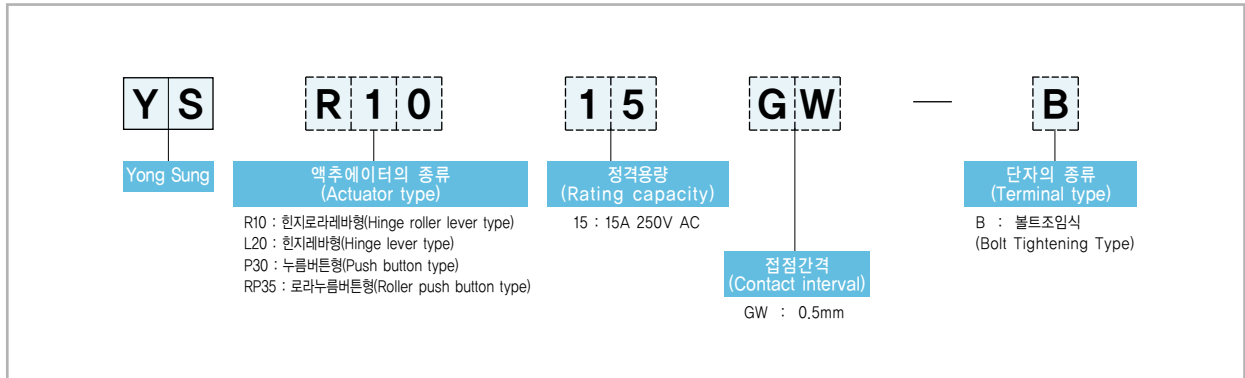 YS R10 15 GW — B
Yong Sung
액추에이터의 종류
(Actuator type)
R10 : 힌지로라레바형(Hinge roller lever type)
L20 : 힌지레바형(Hinge lever type)
P30 : 누름버튼형(Push button type)
RP35 : 로라누름버튼형(Roller push button type)
정격용량
(Rating capacity)
15 : 15A 250V AC
접점간격
(Contact interval)
GW : 0.5mm
단자의 종류
(Terminal type)
B : 볼트조임식
(Bolt Tightening Type)